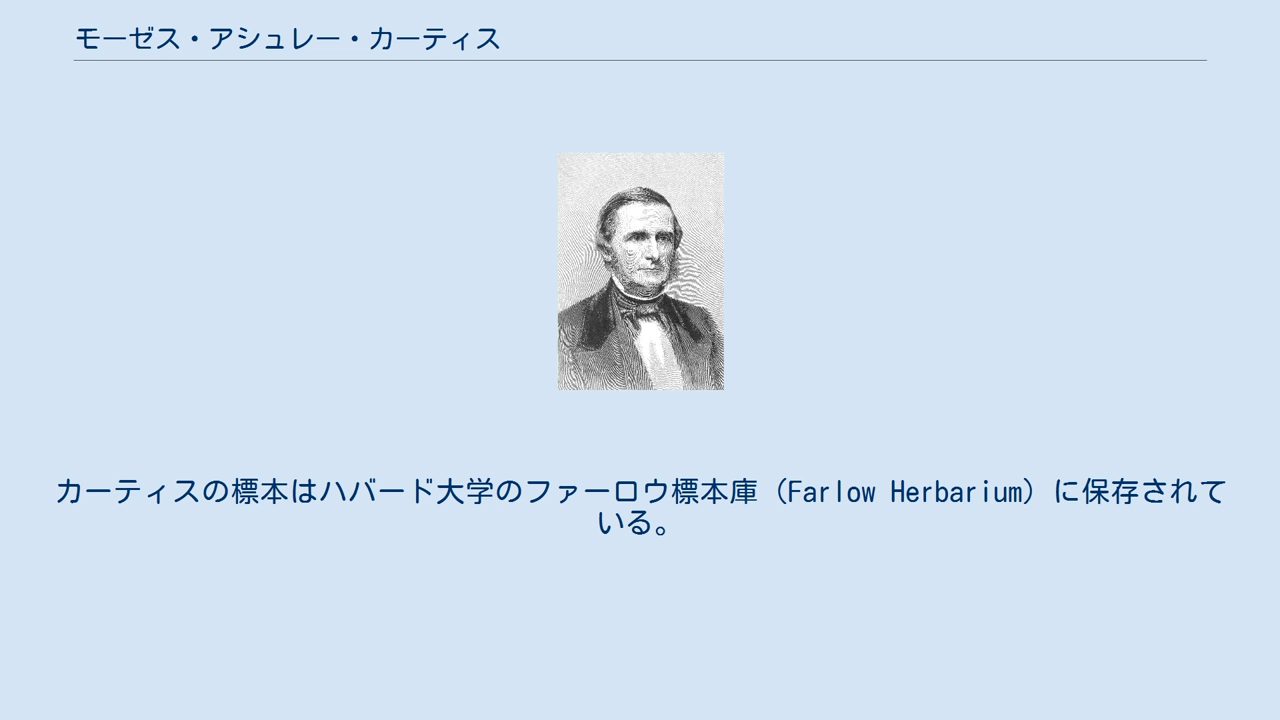 モーゼス・アシュレー・カーティス
カーティスの標本はハバード大学のファーロウ標本庫（Farlow Herbarium）に保存されて
いる。